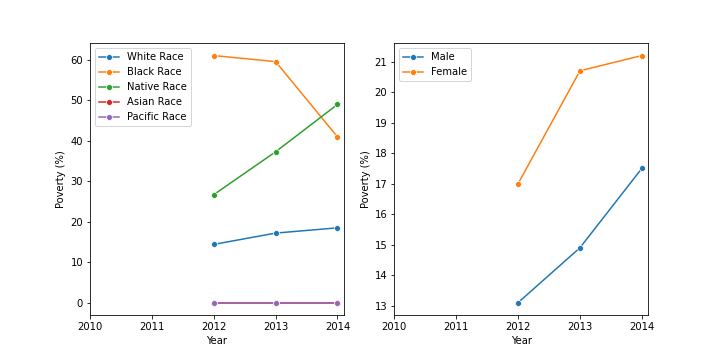 White Race
Black Race
Native Race
Asian Race
Pacific Race
60
50
40
30
20
10
0
Poverty (%)
2010 2011 2012 2013 2014
Year
Male
Female
21
20
19
18
17
16
15
14
13
Poverty (%)
2010 2011 2012 2013 2014
Year